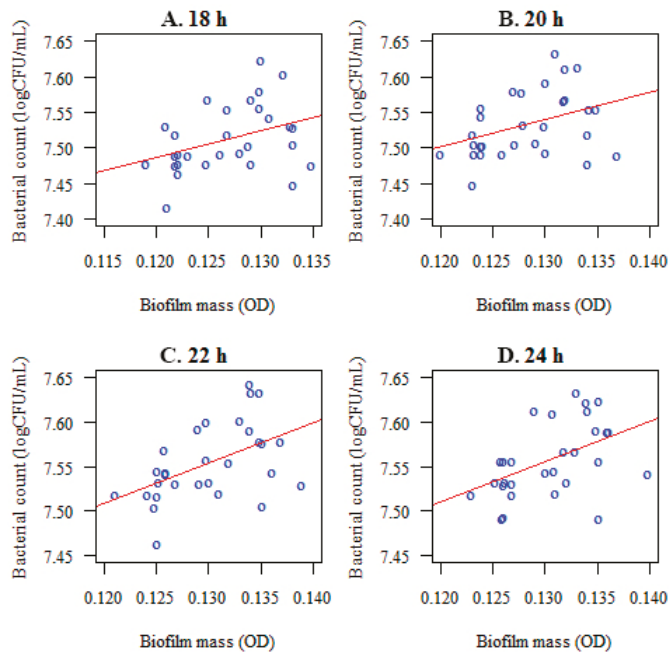 A. 18 h
Bacterial count (logCFU/mL)
7.65
7.60
7.55
7.50
7.45
7.40
0.115 0.120 0.125 0.130 0.135
Biofilm mass (OD)
B. 20 h
Bacterial count (logCFU/mL)
7.65
7.60
7.55
7.50
7.45
7.40
0.120 0.125 0.130 0.135 0.140
Biofilm mass (OD)
C. 22 h
Bacterial count (logCFU/mL)
7.65
7.60
7.55
7.50
7.45
0.120 0.125 0.130 0.135 0.140
Biofilm mass (OD)
D. 24 h
Bacterial count (logCFU/mL)
7.65
7.60
7.55
7.50
7.45
0.120 0.125 0.130 0.135 0.140
Biofilm mass (OD)